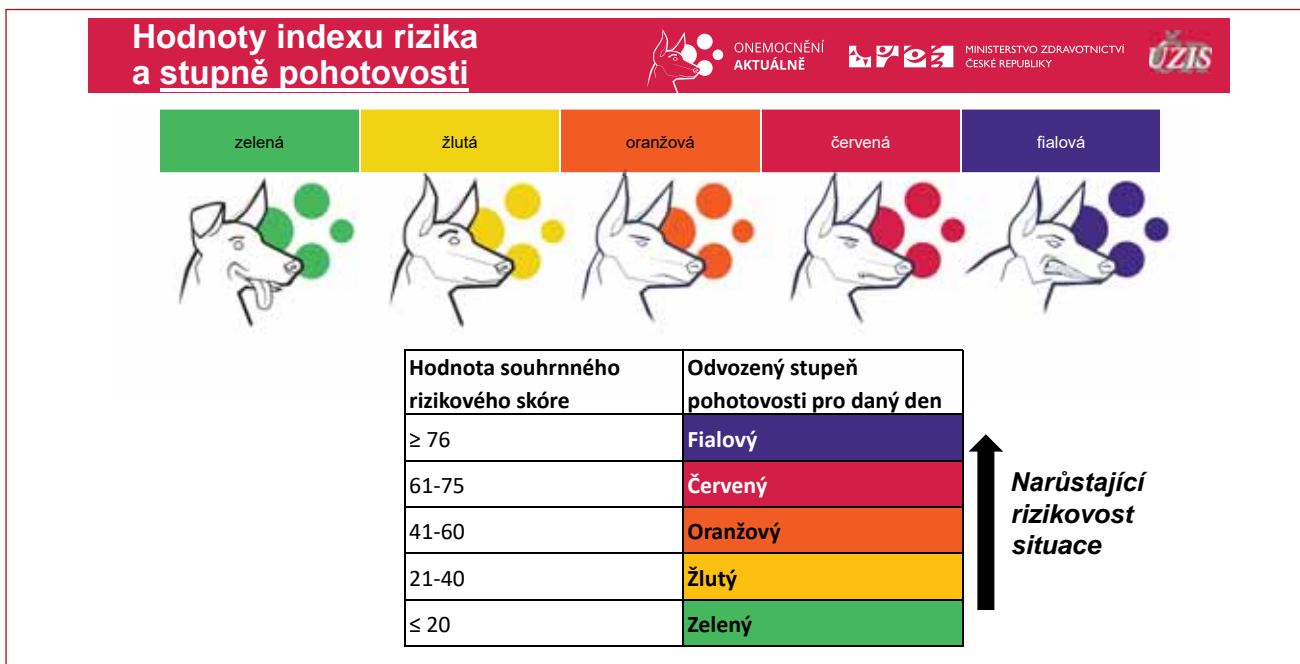 Hodnoty indexu rizika
a stupně pohotovosti
ONEMOCNĚNÍ
AKTUÁLNĚ
MINISTERSTVO ZDRAVOTNICTVÍ
ČESKÉ REPUBLIKY
ÚZIS
zelená žlutá oranžová červená fialová
Hodnota souhrnného
rizikového skóre
Odvozený stupeň
pohotovosti pro daný den
≥ 76 Fialový
61-75 Červený
41-60 Oranžový
21-40 Žlutý
≤ 20 Zelený
Narůstající
rizikovost
situace